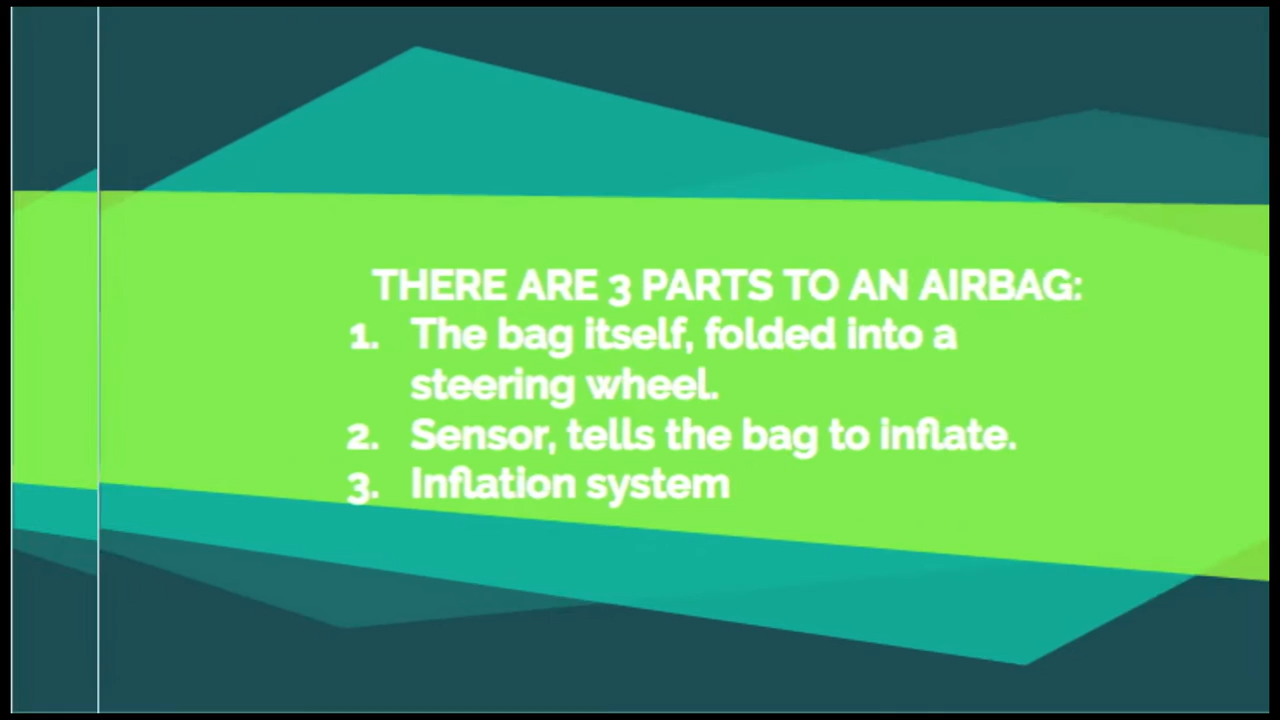 THERE ARE 3 PARTS TO AN AIRBAG:
1. The bag itself, folded into a
steering wheel.
2. Sensor, tells the bag to inflate.
3. Inflation system